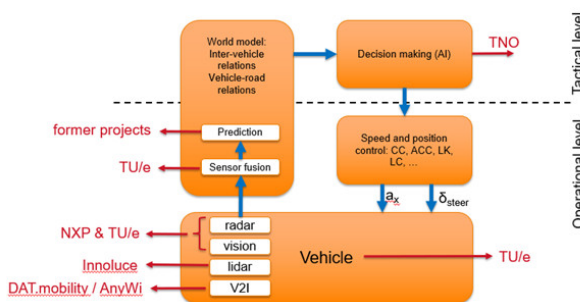 World model:
Inter-vehicle
relations
Vehicle-road
relations
Decision making (AI)
TNO
Tactical level
former projects
Prediction
TU/e
Sensor fusion
Speed and position
control: CC, ACC, LK,
LC, ...
Operational level
ax
δsteer
NXP & TU/e
radar
vision
Vehicle
TU/e
Innoluce
lidar
DAT.mobility / AnyWi
V2I